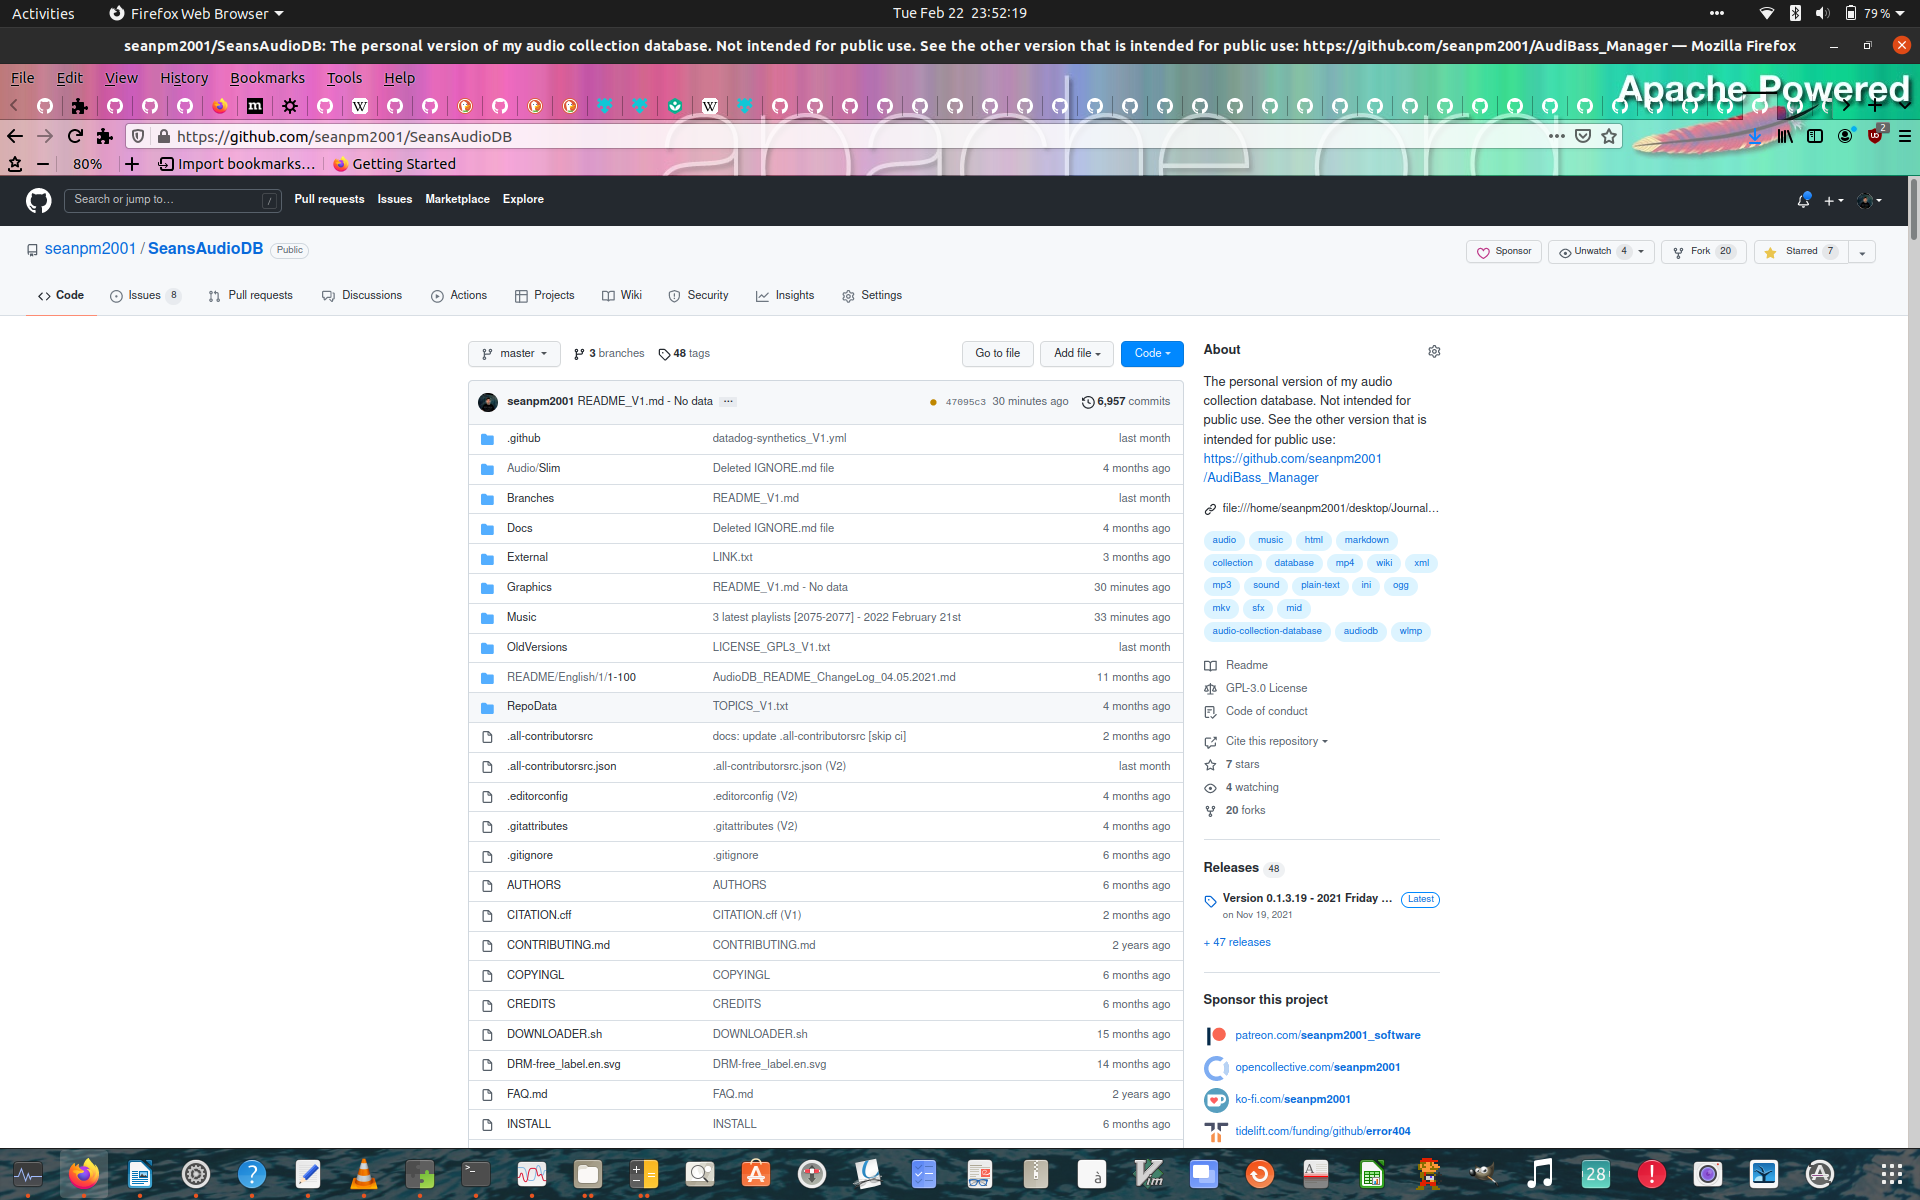 Activities Firefox Web Browser Tue Feb 22 23:52:19 79 %
seanpm2001/SeansAudioDB: The personal version of my audio collection database. Not intended for public use. See the other version that is intended for public use: https://github.com/seanpm2001/AudiBass_Manager — Mozilla Firefox
File Edit View History Bookmarks Tools Help
Apache Powered
https://github.com/seanpm2001/SeansAudioDB
apache.org
80% Import bookmarks... Getting Started
Search or jump to... / Pull requests Issues Marketplace Explore
seanpm2001 / SeansAudioDB Public
Sponsor Unwatch 4 Fork 20 Starred 7
Code Issues 8 Pull requests Discussions Actions Projects Wiki Security Insights Settings
master 3 branches 48 tags Go to file Add file Code
seanpm2001 README_V1.md - No data ... 47095c3 30 minutes ago 6,957 commits
.github datadog-synthetics_V1.yml last month
Audio/Slim Deleted IGNORE.md file 4 months ago
Branches README_V1.md last month
Docs Deleted IGNORE.md file 4 months ago
External LINK.txt 3 months ago
Graphics README_V1.md - No data 30 minutes ago
Music 3 latest playlists [2075-2077] - 2022 February 21st 33 minutes ago
OldVersions LICENSE_GPL3_V1.txt last month
README/English/1/1-100 AudioDB_README_ChangeLog_04.05.2021.md 11 months ago
RepoData TOPICS_V1.txt 4 months ago
.all-contributorsrc docs: update .all-contributorsrc [skip ci] 2 months ago
.all-contributorsrc.json .all-contributorsrc.json (V2) last month
.editorconfig .editorconfig (V2) 4 months ago
.gitattributes .gitattributes (V2) 4 months ago
.gitignore .gitignore 6 months ago
AUTHORS AUTHORS 6 months ago
CITATION.cff CITATION.cff (V1) 2 months ago
CONTRIBUTING.md CONTRIBUTING.md 2 years ago
COPYINGL COPYINGL 6 months ago
CREDITS CREDITS 6 months ago
DOWNLOADER.sh DOWNLOADER.sh 15 months ago
DRM-free_label.en.svg DRM-free_label.en.svg 14 months ago
FAQ.md FAQ.md 2 years ago
INSTALL INSTALL 6 months ago
About
The personal version of my audio
collection database. Not intended for
public use. See the other version that is
intended for public use:
https://github.com/seanpm2001
/AudiBass_Manager
file:///home/seanpm2001/desktop/Journal...
audio music html markdown
collection database mp4 wiki xml
mp3 sound plain-text ini ogg
mkv sfx mid
audio-collection-database audiodb wlmp
Readme
GPL-3.0 License
Code of conduct
Cite this repository
7 stars
4 watching
20 forks
Releases 48
Version 0.1.3.19 - 2021 Friday ... Latest
on Nov 19, 2021
+ 47 releases
Sponsor this project
patreon.com/seanpm2001_software
opencollective.com/seanpm2001
ko-fi.com/seanpm2001
tidelift.com/funding/github/error404
28